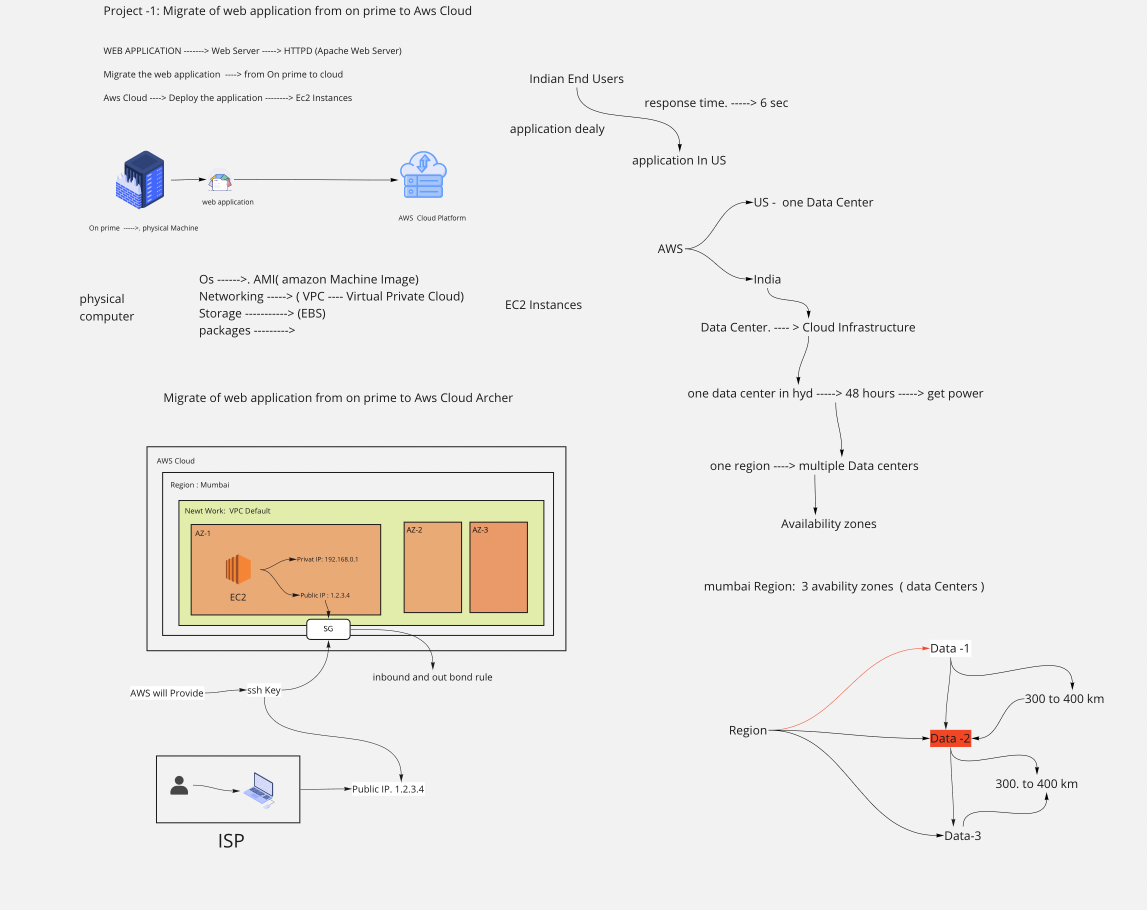 Project -1: Migrate of web application from on prime to Aws Cloud
WEB APPLICATION -------> Web Server -----> HTTPD (Apache Web Server)
Migrate the web application ----> from On prime to cloud
Aws Cloud ----> Deploy the application --------> Ec2 Instances
On prime ----->. physical Machine
web application
AWS Cloud Platform
physical
computer
Os ------>. AMI( amazon Machine Image)
Networking -----> ( VPC ---- Virtual Private Cloud)
Storage -----------> (EBS)
packages --------->
EC2 Instances
Migrate of web application from on prime to Aws Cloud Archer
AWS Cloud
Region : Mumbai
Newt Work: VPC Default
AZ-1
AZ-2
AZ-3
Privat IP: 192.168.0.1
EC2
Public IP : 1.2.3.4
SG
inbound and out bond rule
AWS will Provide
ssh Key
Public IP. 1.2.3.4
ISP
Indian End Users
response time. -----> 6 sec
application dealy
application In US
US - one Data Center
AWS
India
Data Center. ---- > Cloud Infrastructure
one data center in hyd -----> 48 hours -----> get power
one region ----> multiple Data centers
Availability zones
mumbai Region: 3 avability zones ( data Centers )
Data -1
300 to 400 km
Region
Data -2
300. to 400 km
Data-3